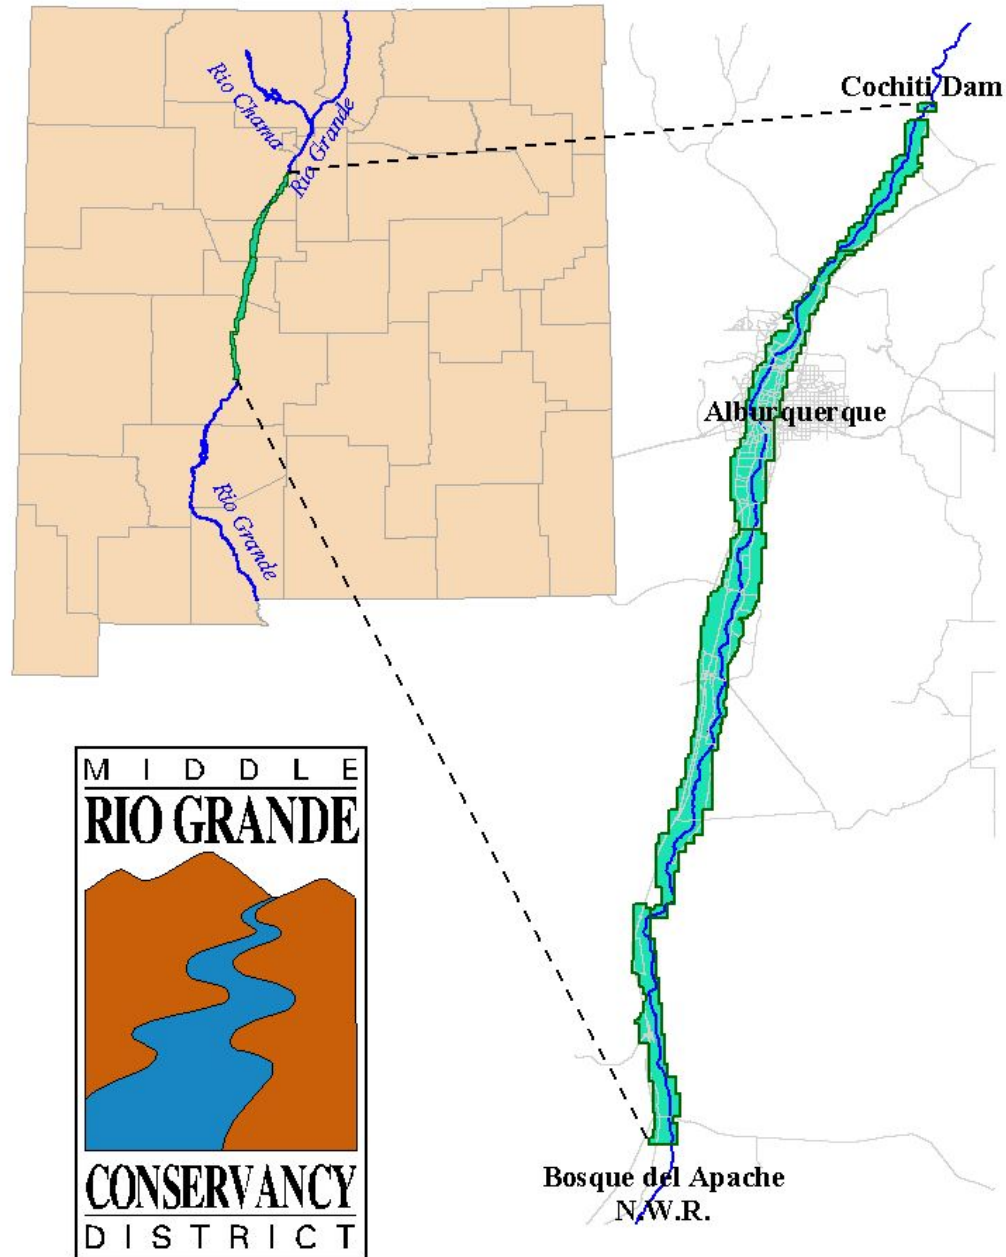 Rio Chama
Rio Grande
Rio Grande
Cochiti Dam
Alburquerque
Bosque del Apache
N.W.R.
MIDDLE
RIO GRANDE
CONSERVANCY
DISTRICT